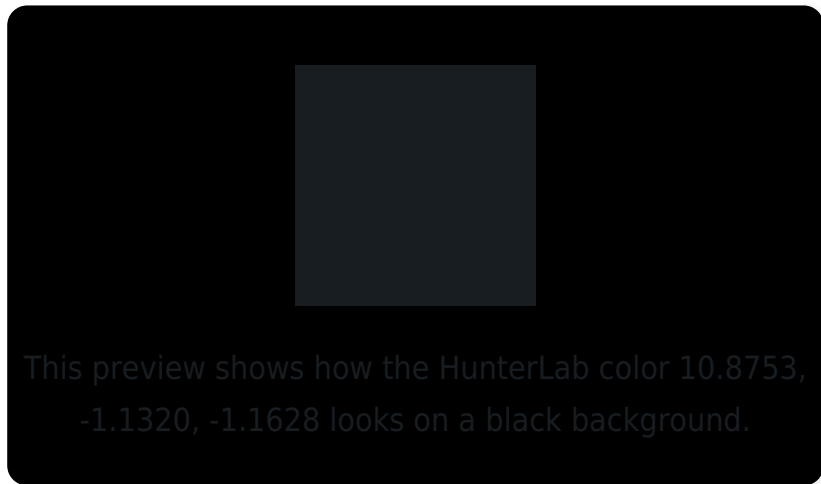 This preview shows how the HunterLab color 10.8753,
-1.1320, -1.1628 looks on a black background.